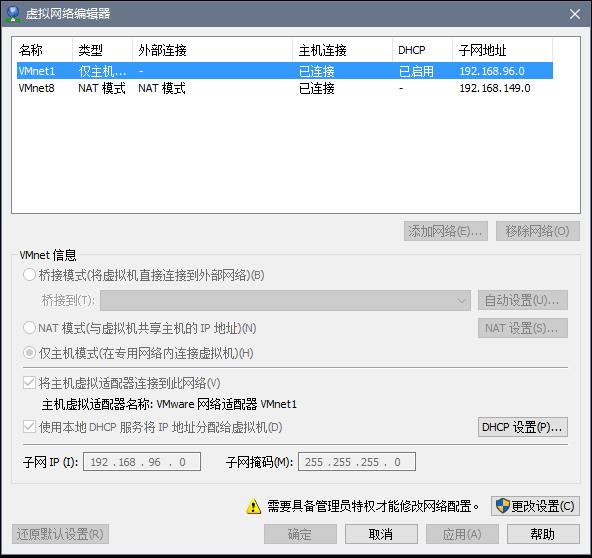 虚拟网络编辑器
名称 类型 外部连接 主机连接 DHCP 子网地址
VMnet1 仅主机... - 已连接 已启用 192.168.96.0
VMnet8 NAT 模式 NAT 模式 已连接 - 192.168.149.0
添加网络(E)... 移除网络(O)
VMnet 信息
桥接模式(将虚拟机直接连接到外部网络)(B)
桥接到(T): 自动设置(U)...
NAT 模式(与虚拟机共享主机的 IP 地址)(N) NAT 设置(S)...
仅主机模式(在专用网络内连接虚拟机)(H)
将主机虚拟适配器连接到此网络(V)
主机虚拟适配器名称: VMware 网络适配器 VMnet1
使用本地 DHCP 服务将 IP 地址分配给虚拟机(D) DHCP 设置(P)...
子网 IP (I): 192 . 168 . 96 . 0 子网掩码(M): 255 . 255 . 255 . 0
需要具备管理员特权才能修改网络配置。 更改设置(C)
还原默认设置(R) 确定 取消 应用(A) 帮助